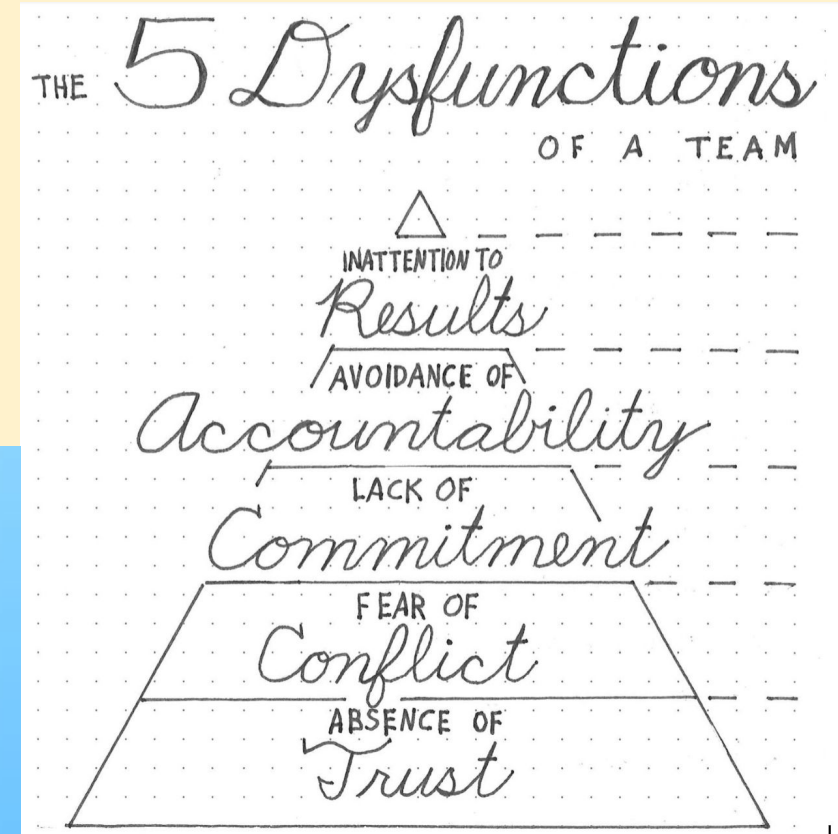 THE 5 Dysfunctions
OF A TEAM
INATTENTION TO
Results
AVOIDANCE OF
Accountability
LACK OF
Commitment
FEAR OF
Conflict
ABSENCE OF
Trust